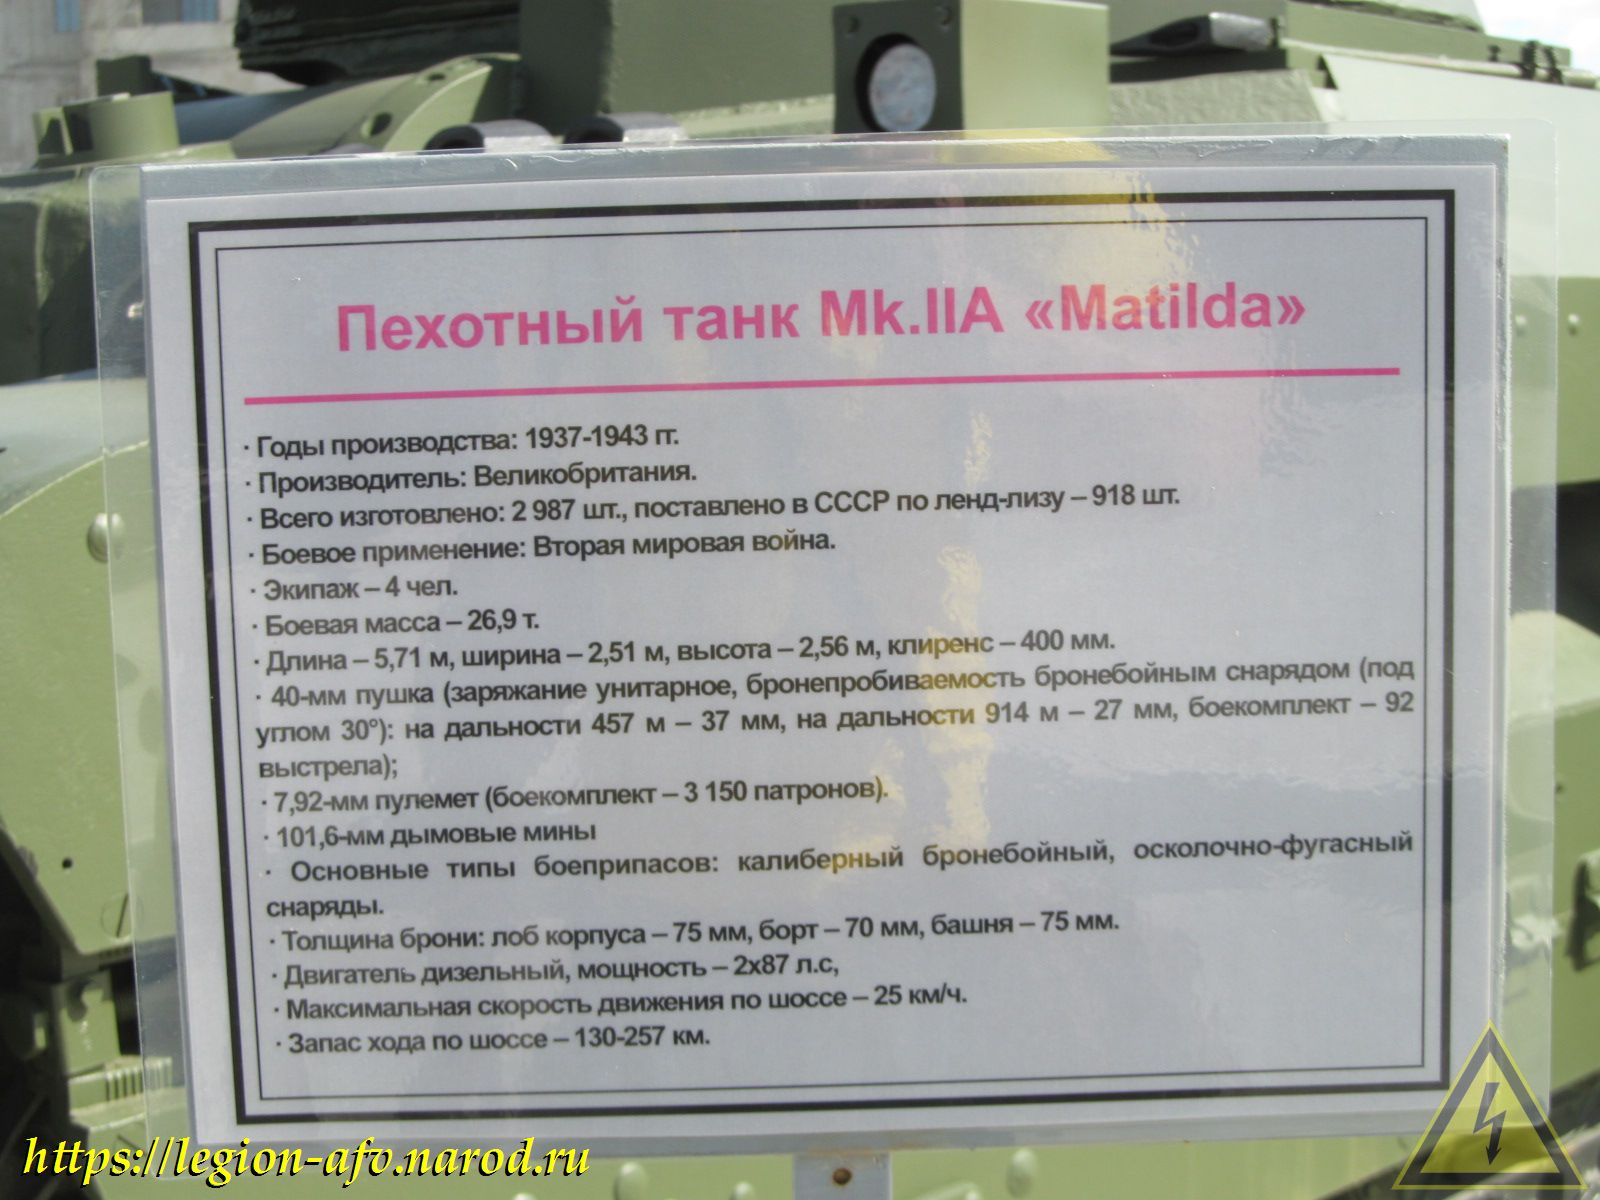 Пехотный танк Mk.IIA «Matilda»
· Годы производства: 1937-1943 гг.
· Производитель: Великобритания.
· Всего изготовлено: 2 987 шт., поставлено в СССР по ленд-лизу – 918 шт.
· Боевое применение: Вторая мировая война.
· Экипаж – 4 чел.
· Боевая масса – 26,9 т.
· Длина – 5,71 м, ширина – 2,51 м, высота – 2,56 м, клиренс – 400 мм.
· 40-мм пушка (заряжание унитарное, бронепробиваемость бронебойным снарядом (под
углом 30°): на дальности 457 м – 37 мм, на дальности 914 м – 27 мм, боекомплект – 92
выстрела);
· 7,92-мм пулемет (боекомплект – 3 150 патронов).
· 101,6-мм дымовые мины
· Основные типы боеприпасов: калиберный бронебойный, осколочно-фугасный
снаряды.
· Толщина брони: лоб корпуса – 75 мм, борт – 70 мм, башня – 75 мм.
· Двигатель дизельный, мощность – 2х87 л.с,
· Максимальная скорость движения по шоссе – 25 км/ч.
· Запас хода по шоссе – 130-257 км.
https://legion-afv.narod.ru